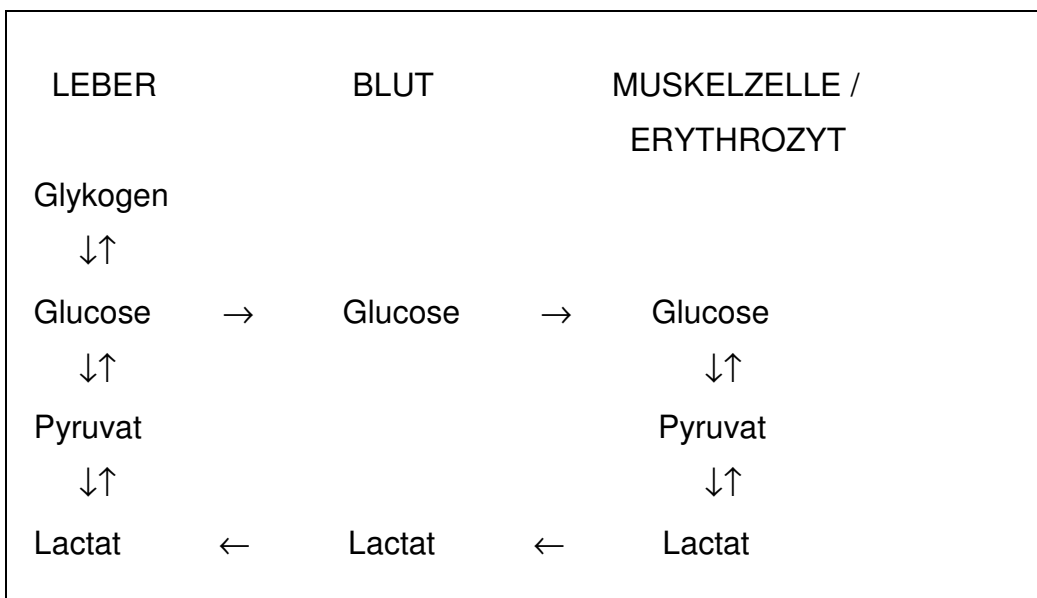 LEBER BLUT MUSKELZELLE /
ERYTHROZYT
Glykogen
↓↑
Glucose → Glucose → Glucose
↓↑ ↓↑
Pyruvat Pyruvat
↓↑ ↓↑
Lactat ← Lactat ← Lactat